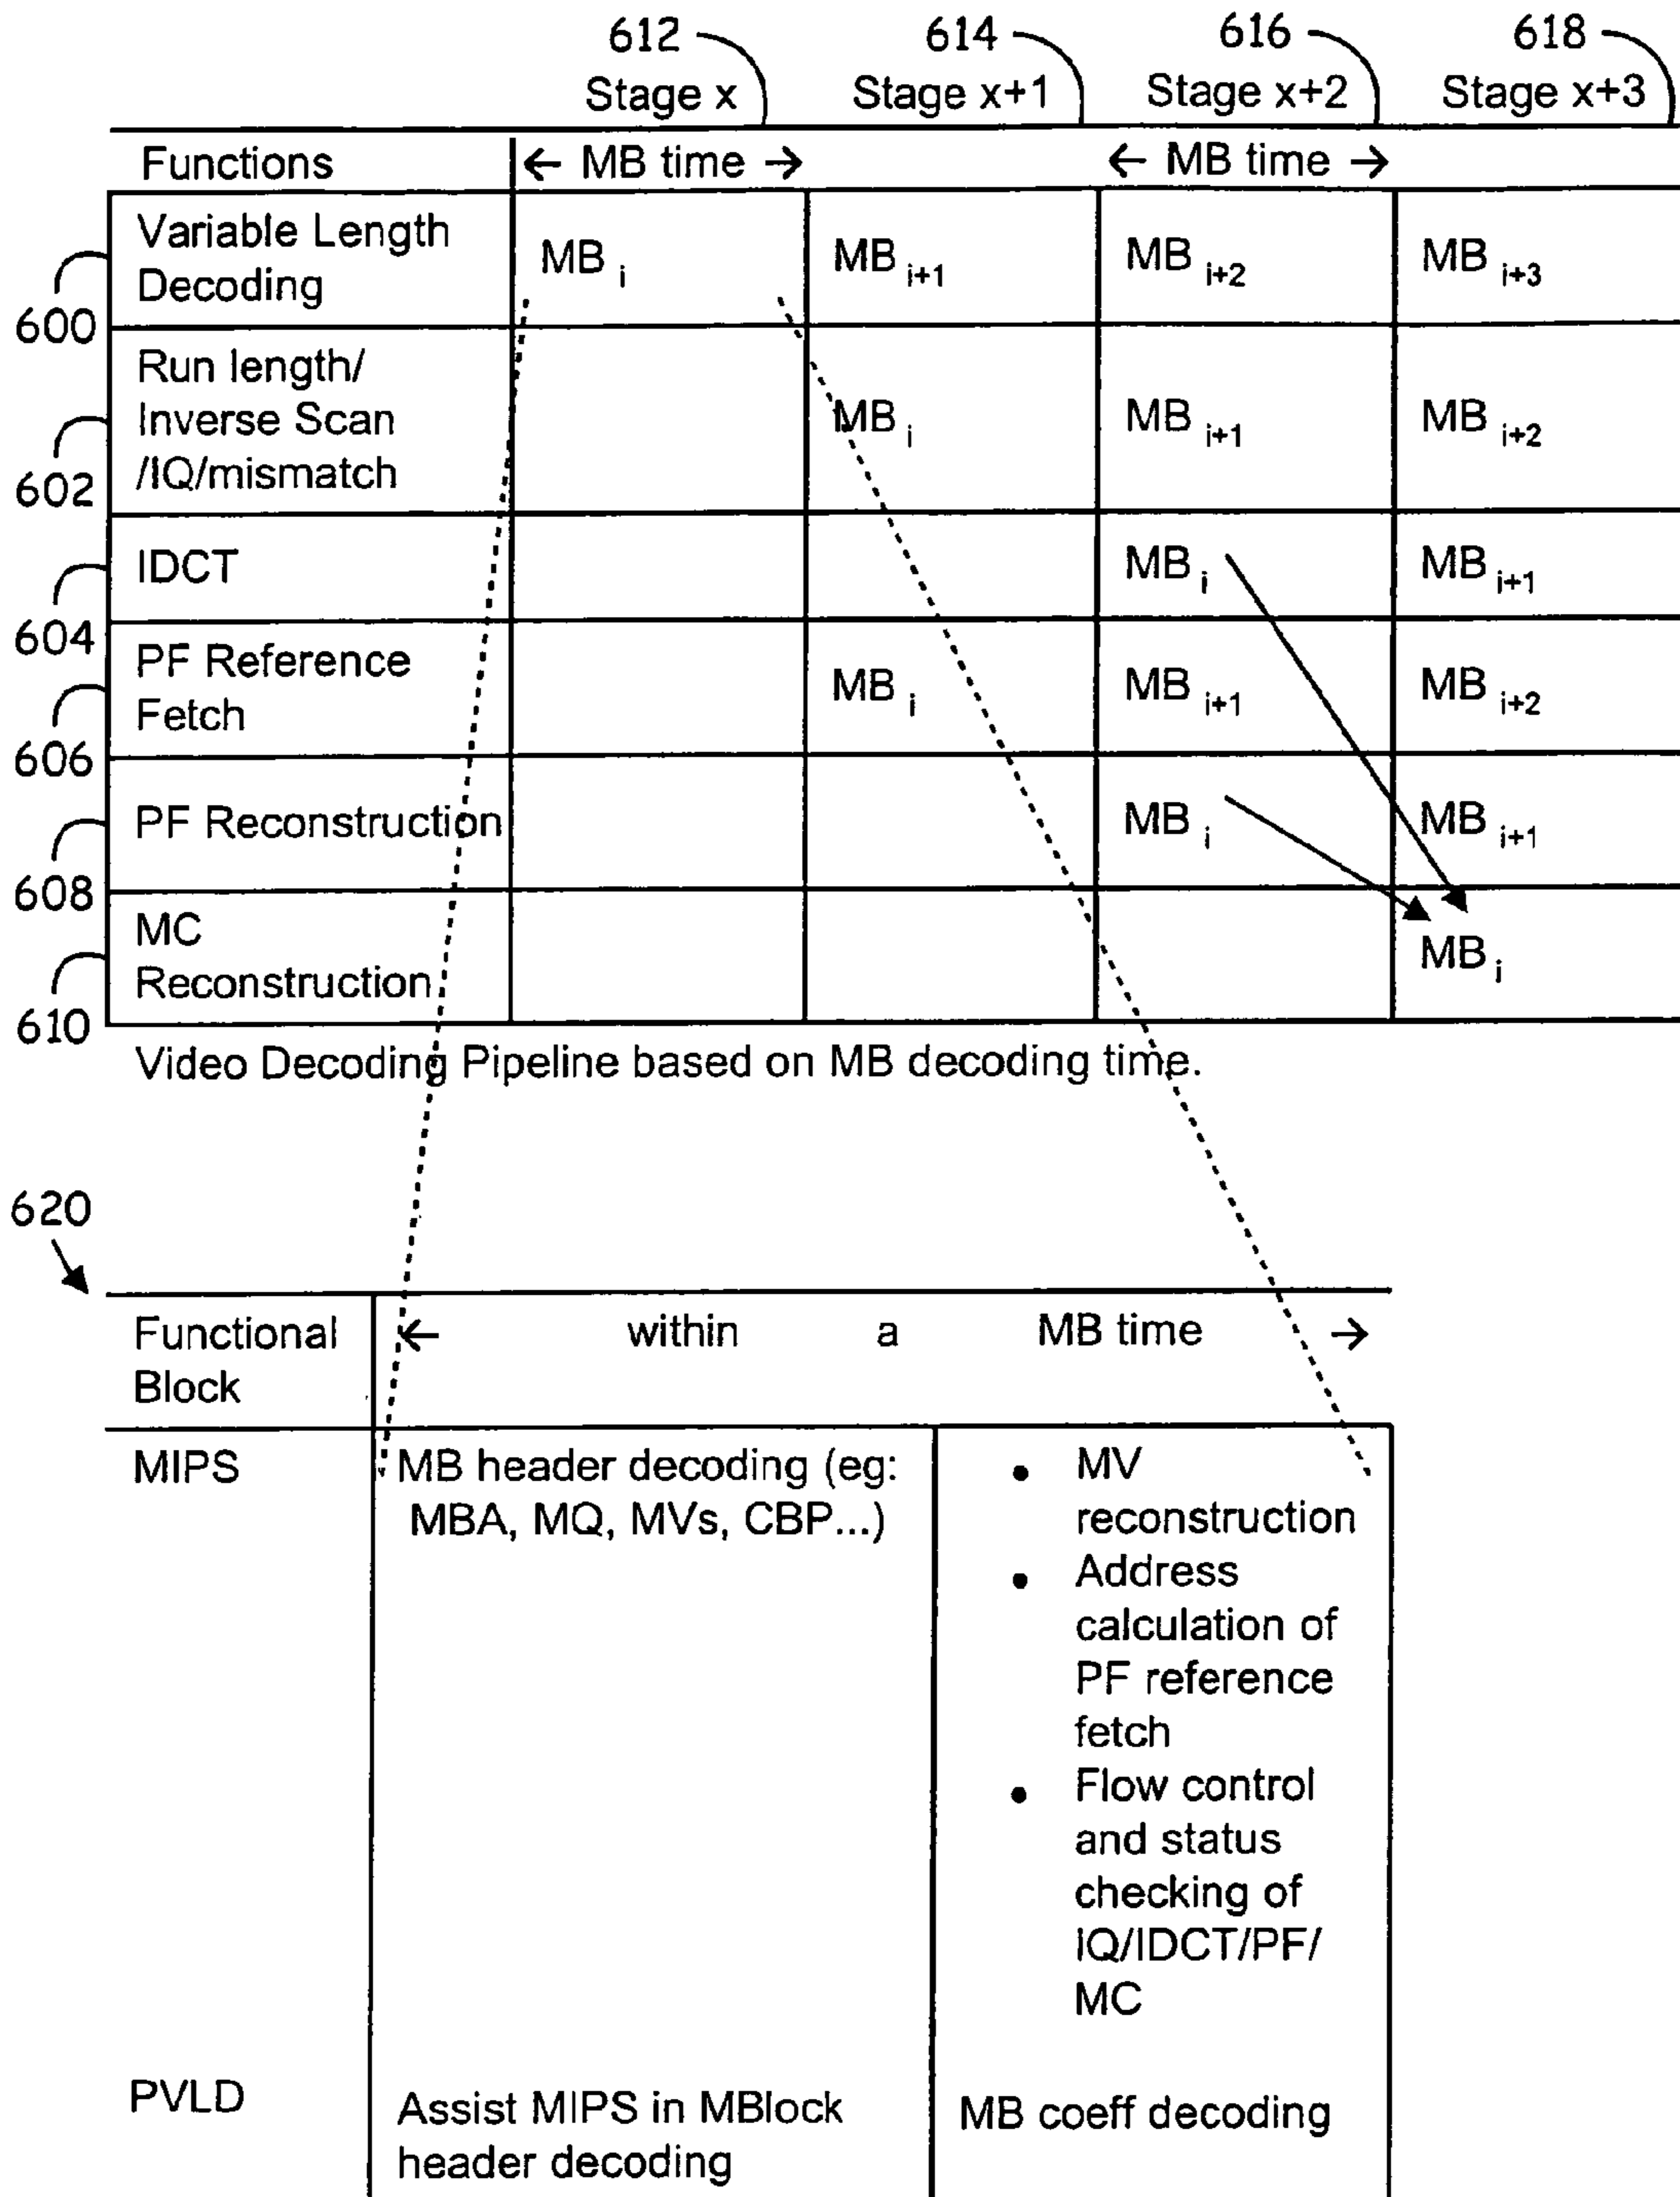 612 614 616 618
Stage x Stage x+1 Stage x+2 Stage x+3
Functions ← MB time → ← MB time →
Variable Length
Decoding
MB i MB i+1 MB i+2 MB i+3
600
Run length/
Inverse Scan
/IQ/mismatch
MB i MB i+1 MB i+2
602
IDCT MB i MB i+1
604
PF Reference
Fetch
MB i MB i+1 MB i+2
606
PF Reconstruction MB i MB i+1
608
MC
Reconstruction
MB i
610
Video Decoding Pipeline based on MB decoding time.
620
Functional
Block
← within a MB time →
MIPS
MB header decoding (eg:
MBA, MQ, MVs, CBP...)
• MV
reconstruction
• Address
calculation of
PF reference
fetch
• Flow control
and status
checking of
IQ/IDCT/PF/
MC
PVLD
Assist MIPS in MBlock
header decoding
MB coeff decoding